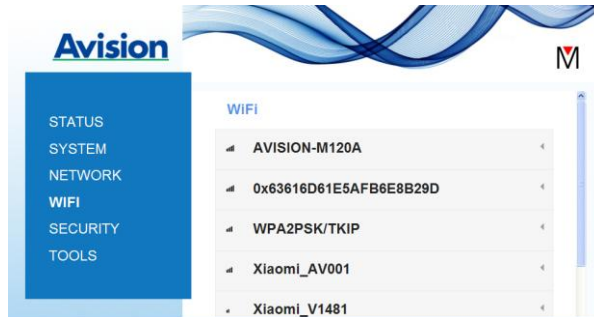 Avision
M
STATUS
SYSTEM
NETWORK
WIFI
SECURITY
TOOLS
WiFi
AVISION-M120A
0x63616D61E5AFB6E8B29D
WPA2PSK/TKIP
Xiaomi_AV001
Xiaomi_V1481